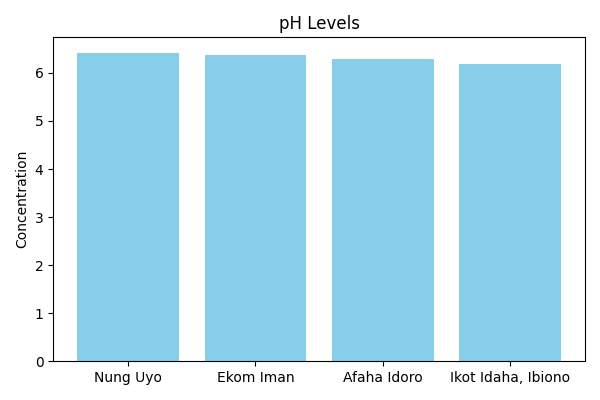 pH Levels
Concentration
6
5
4
3
2
1
0
Nung Uyo
Ekom Iman
Afaha Idoro
Ikot Idaha, Ibiono